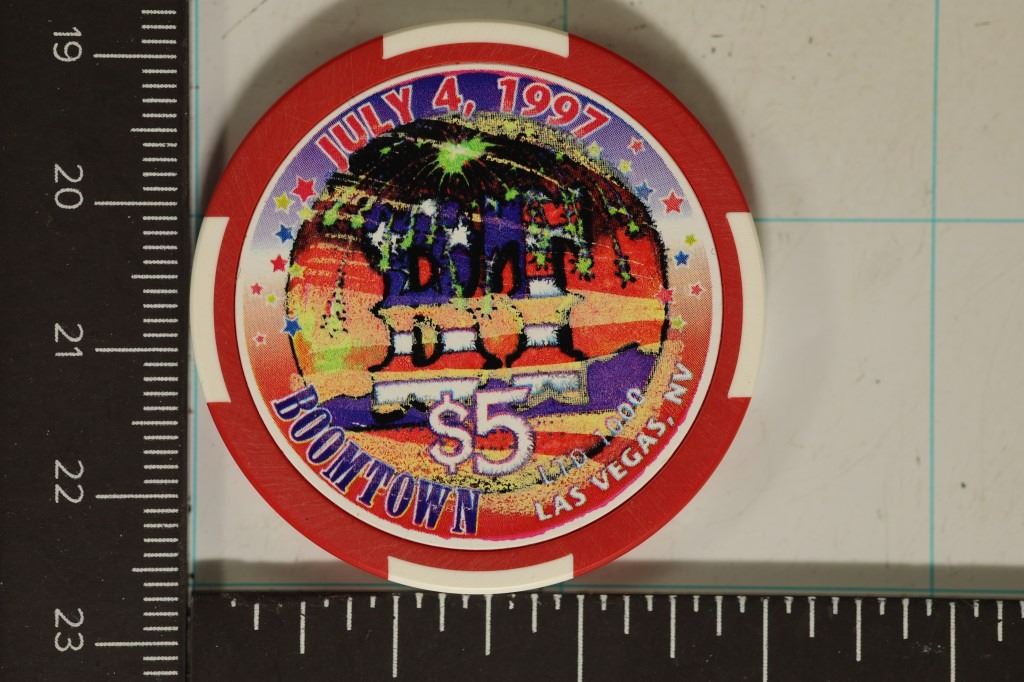 JULY 4, 1997
$5
LTD 1000
BOOMTOWN
LAS VEGAS, NV
19
20
21
22
23